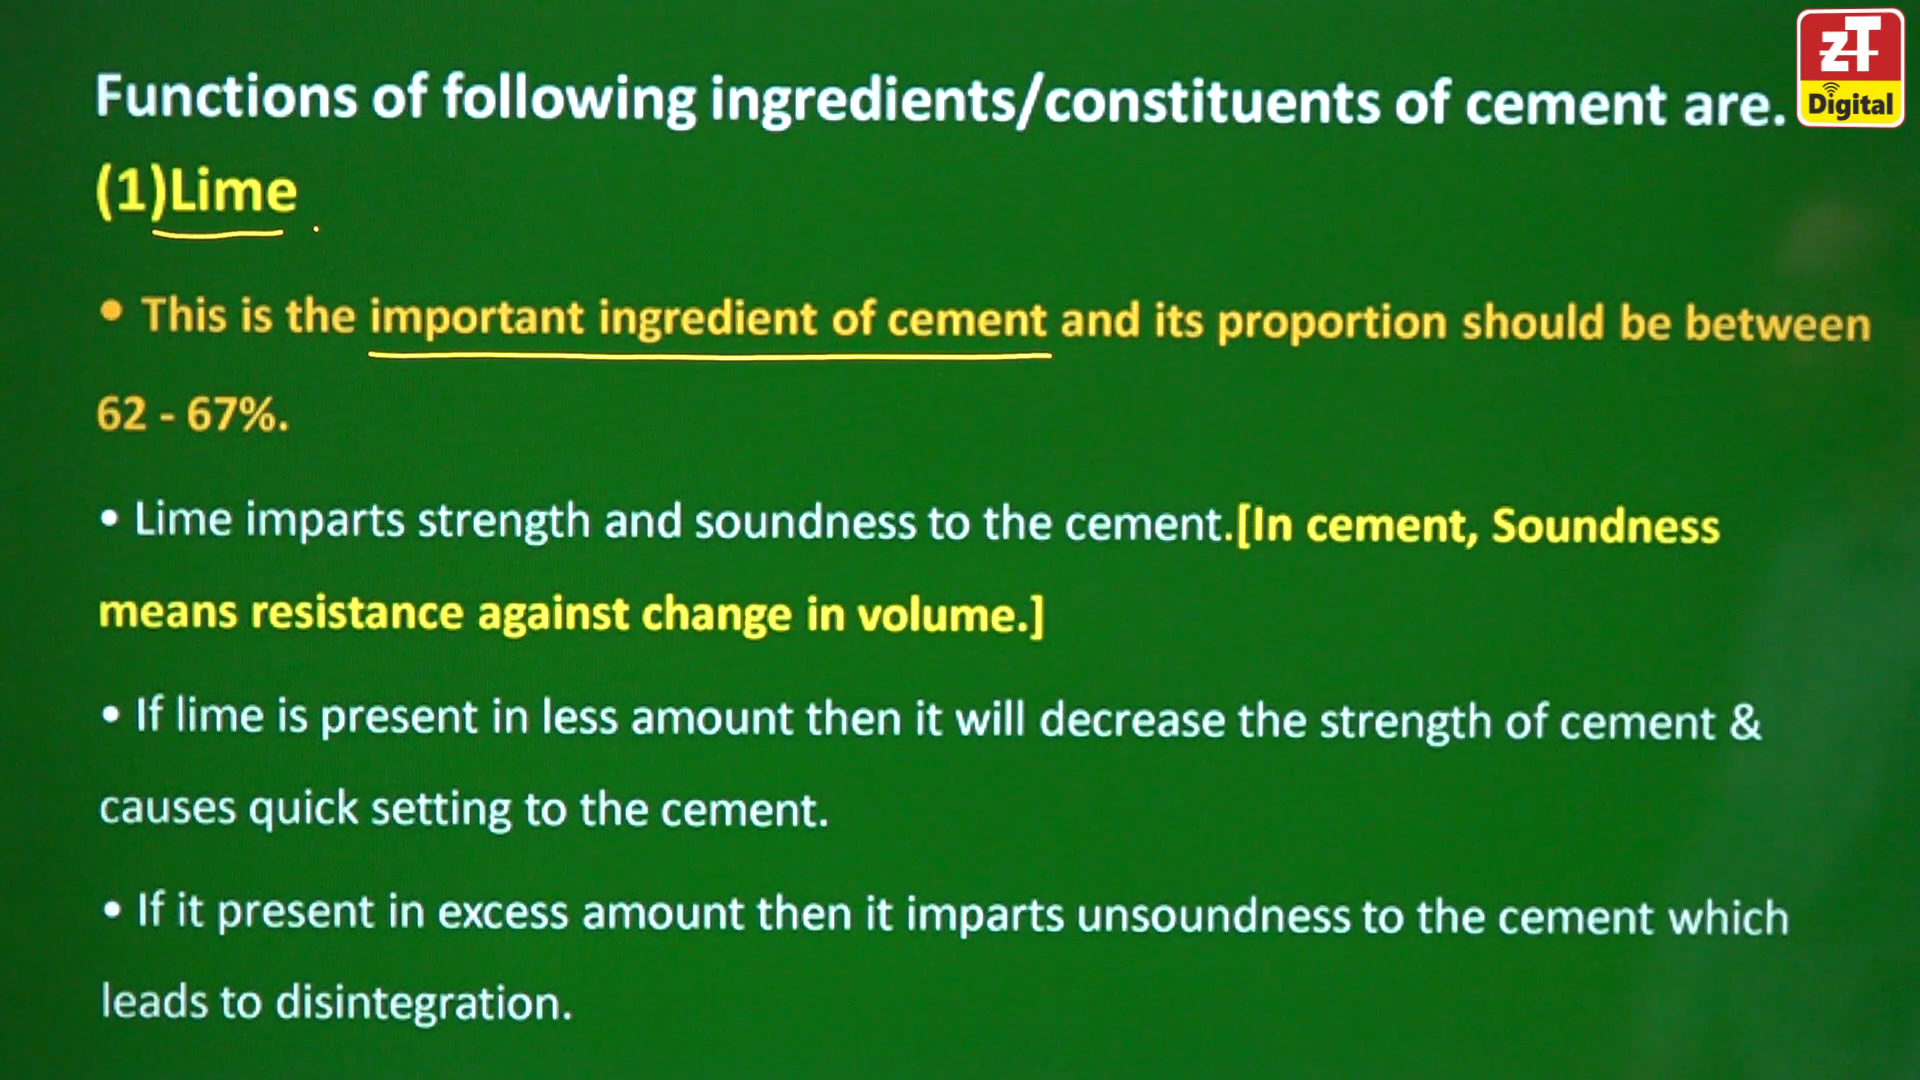 Functions of following ingredients/constituents of cement are.
zT
Digital
(1)Lime
• This is the important ingredient of cement and its proportion should be between
62 - 67%.
• Lime imparts strength and soundness to the cement.[In cement, Soundness
means resistance against change in volume.]
• If lime is present in less amount then it will decrease the strength of cement &
causes quick setting to the cement.
• If it present in excess amount then it imparts unsoundness to the cement which
leads to disintegration.